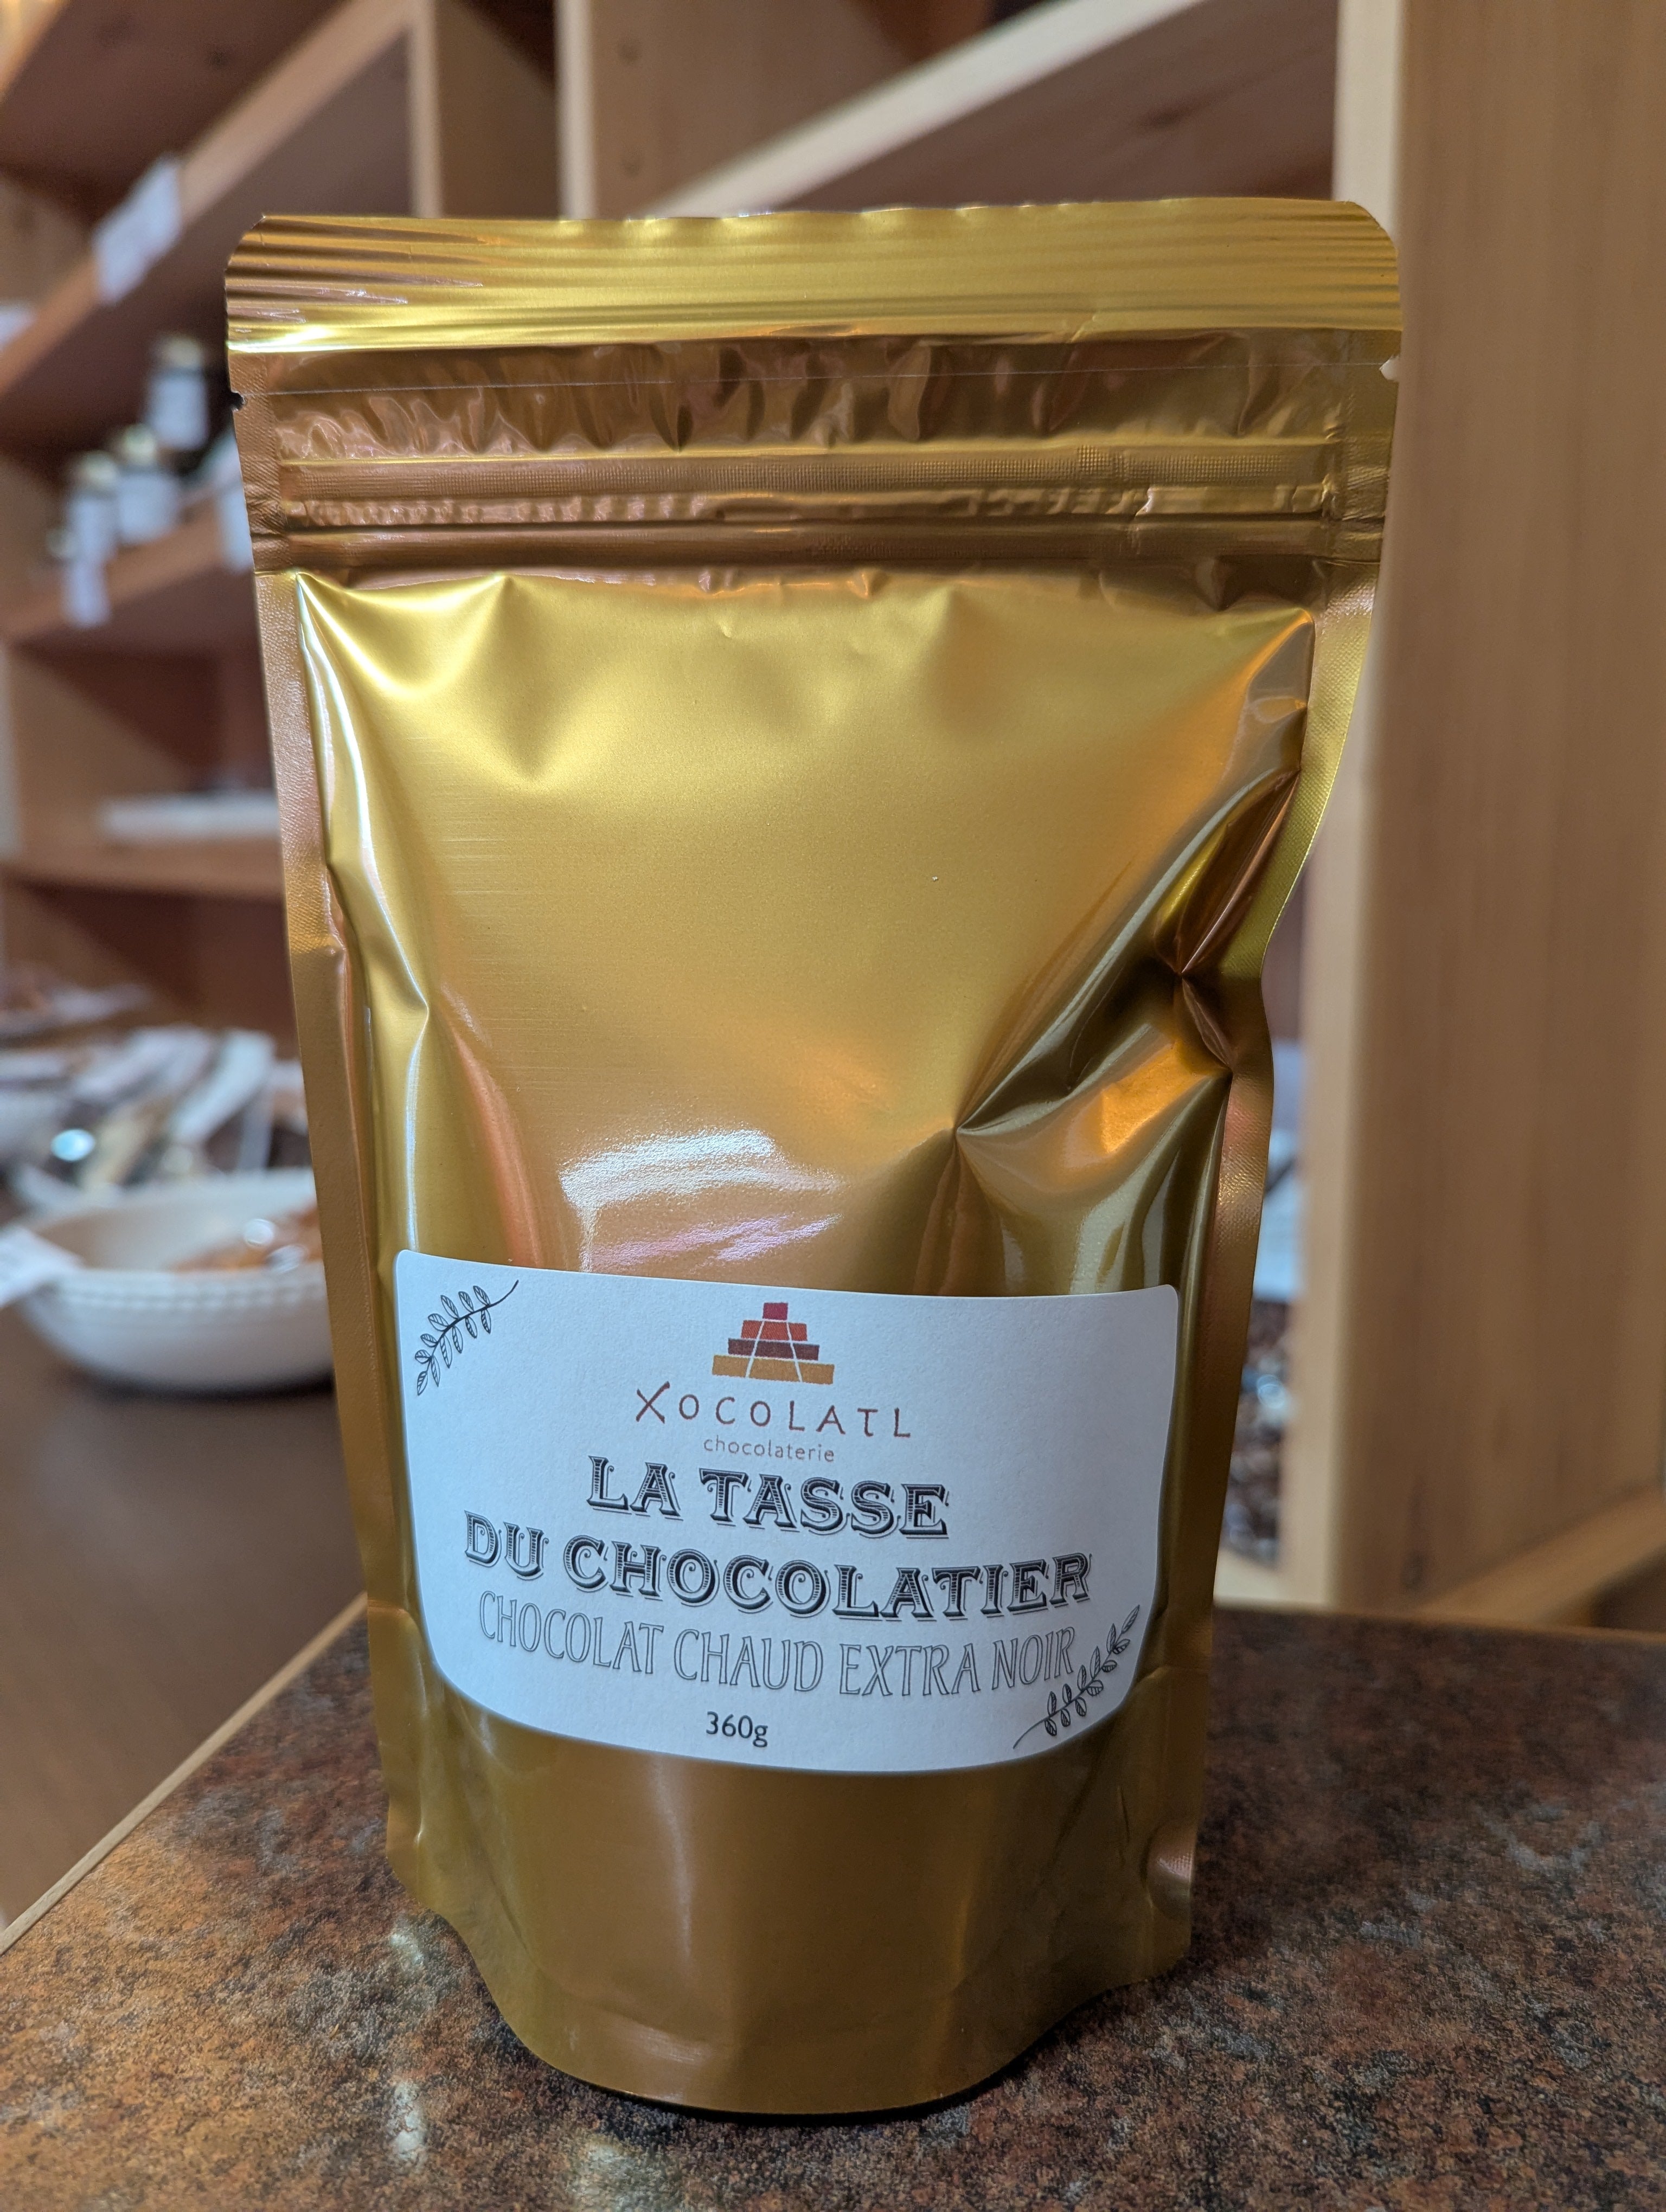 XOCOLATL
chocolaterie
LA TASSE
DU CHOCOLATIER
CHOCOLAT CHAUD EXTRA NOIR
360g